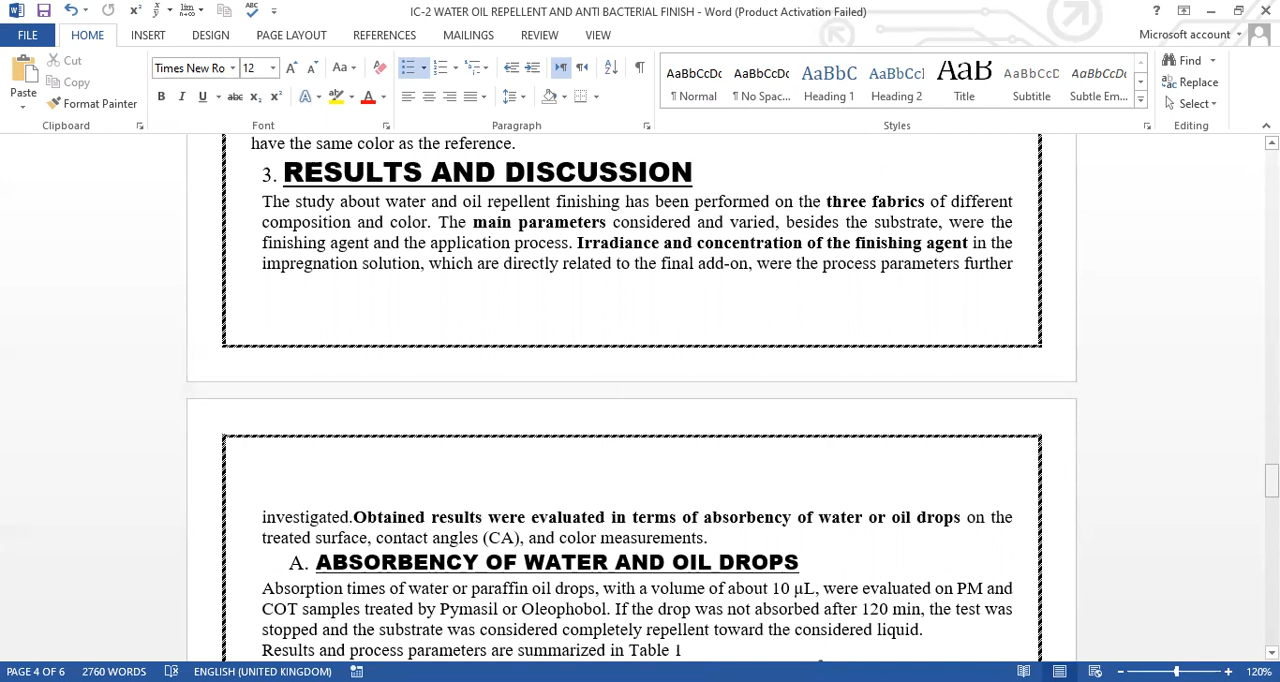 IC-2 WATER OIL REPELLENT AND ANTI BACTERIAL FINISH - Word (Product Activation Failed)
FILE HOME INSERT DESIGN PAGE LAYOUT REFERENCES MAILINGS REVIEW VIEW Microsoft account
Cut
Copy
Format Painter
Paste
Clipboard
Times New Ro 12
Font
Paragraph
AaBbCcDc AaBbCcDc AaBbC AaBbCcl AaB AaBbCcD AaBbCcDc
¶ Normal ¶ No Spac... Heading 1 Heading 2 Title Subtitle Subtle Em...
Styles
Find
Replace
Select
Editing
have the same color as the reference.
3. RESULTS AND DISCUSSION
The study about water and oil repellent finishing has been performed on the three fabrics of different
composition and color. The main parameters considered and varied, besides the substrate, were the
finishing agent and the application process. Irradiance and concentration of the finishing agent in the
impregnation solution, which are directly related to the final add-on, were the process parameters further
investigated.Obtained results were evaluated in terms of absorbency of water or oil drops on the
treated surface, contact angles (CA), and color measurements.
A. ABSORBENCY OF WATER AND OIL DROPS
Absorption times of water or paraffin oil drops, with a volume of about 10 µL, were evaluated on PM and
COT samples treated by Pymasil or Oleophobol. If the drop was not absorbed after 120 min, the test was
stopped and the substrate was considered completely repellent toward the considered liquid.
Results and process parameters are summarized in Table 1
PAGE 4 OF 6 2760 WORDS ENGLISH (UNITED KINGDOM) 120%